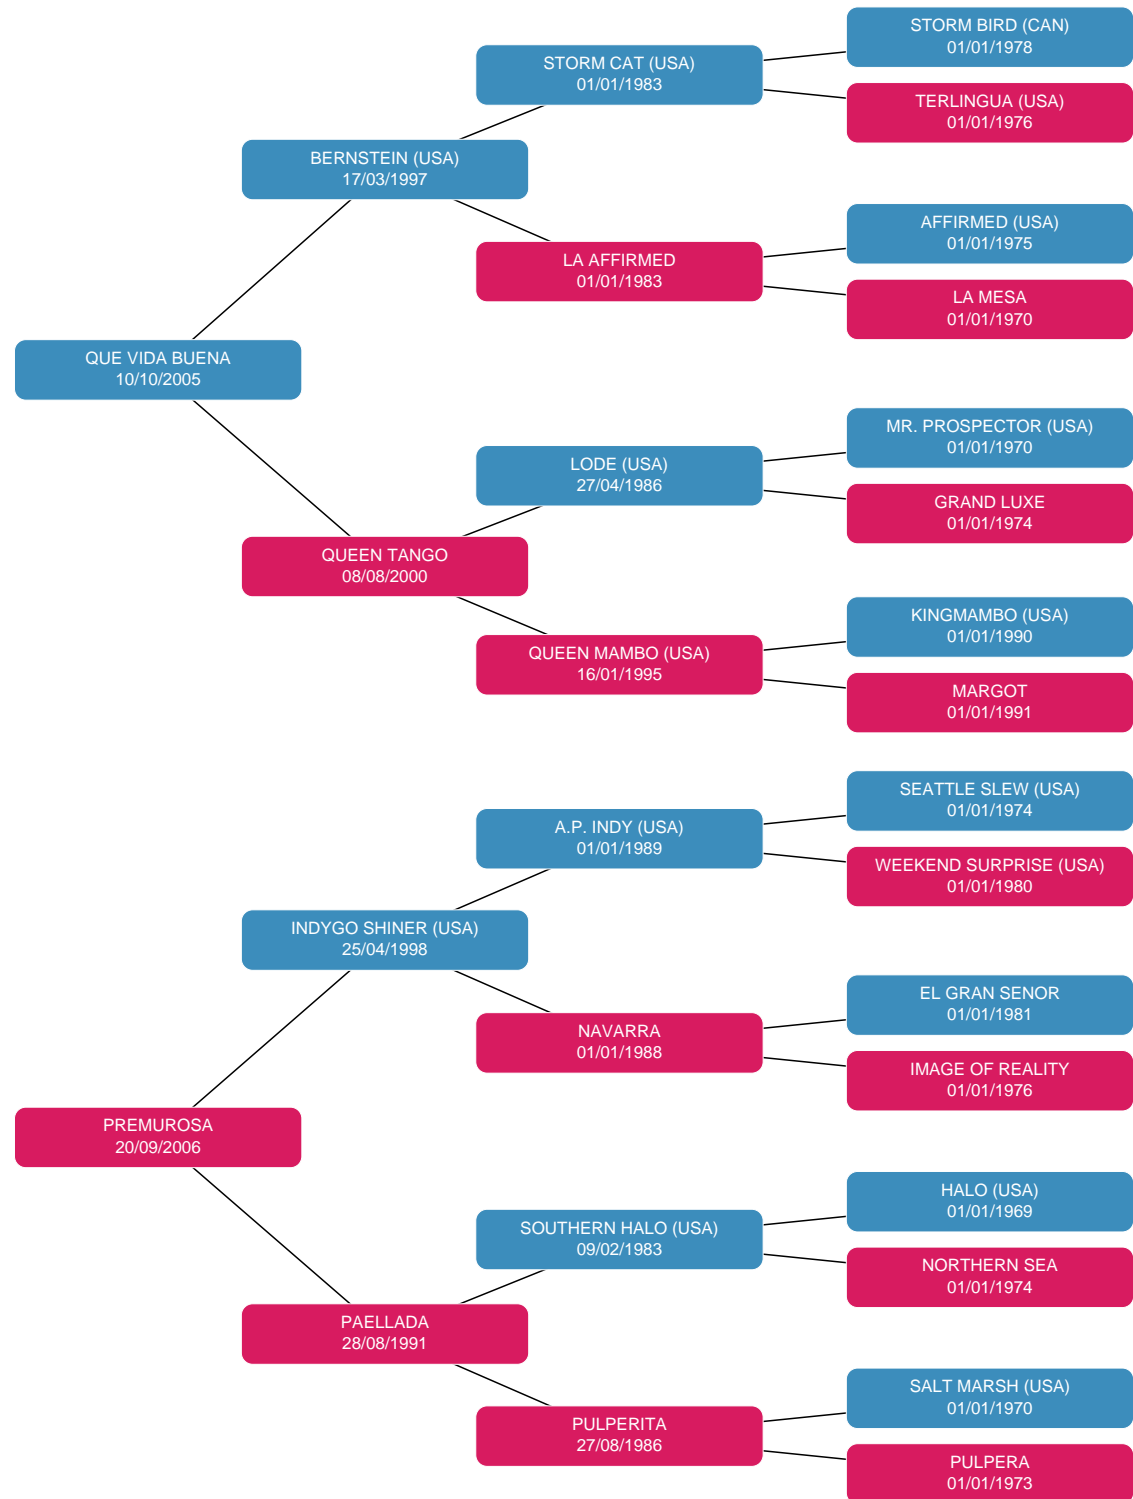 STORM BIRD (CAN)
01/01/1978
STORM CAT (USA)
01/01/1983
TERLINGUA (USA)
01/01/1976
BERNSTEIN (USA)
17/03/1997
AFFIRMED (USA)
01/01/1975
LA AFFIRMED
01/01/1983
LA MESA
01/01/1970
QUE VIDA BUENA
10/10/2005
MR. PROSPECTOR (USA)
01/01/1970
LODE (USA)
27/04/1986
GRAND LUXE
01/01/1974
QUEEN TANGO
08/08/2000
KINGMAMBO (USA)
01/01/1990
QUEEN MAMBO (USA)
16/01/1995
MARGOT
01/01/1991
SEATTLE SLEW (USA)
01/01/1974
A.P. INDY (USA)
01/01/1989
WEEKEND SURPRISE (USA)
01/01/1980
INDYGO SHINER (USA)
25/04/1998
EL GRAN SENOR
01/01/1981
NAVARRA
01/01/1988
IMAGE OF REALITY
01/01/1976
PREMUROSA
20/09/2006
HALO (USA)
01/01/1969
SOUTHERN HALO (USA)
09/02/1983
NORTHERN SEA
01/01/1974
PAELLADA
28/08/1991
SALT MARSH (USA)
01/01/1970
PULPERITA
27/08/1986
PULPERA
01/01/1973